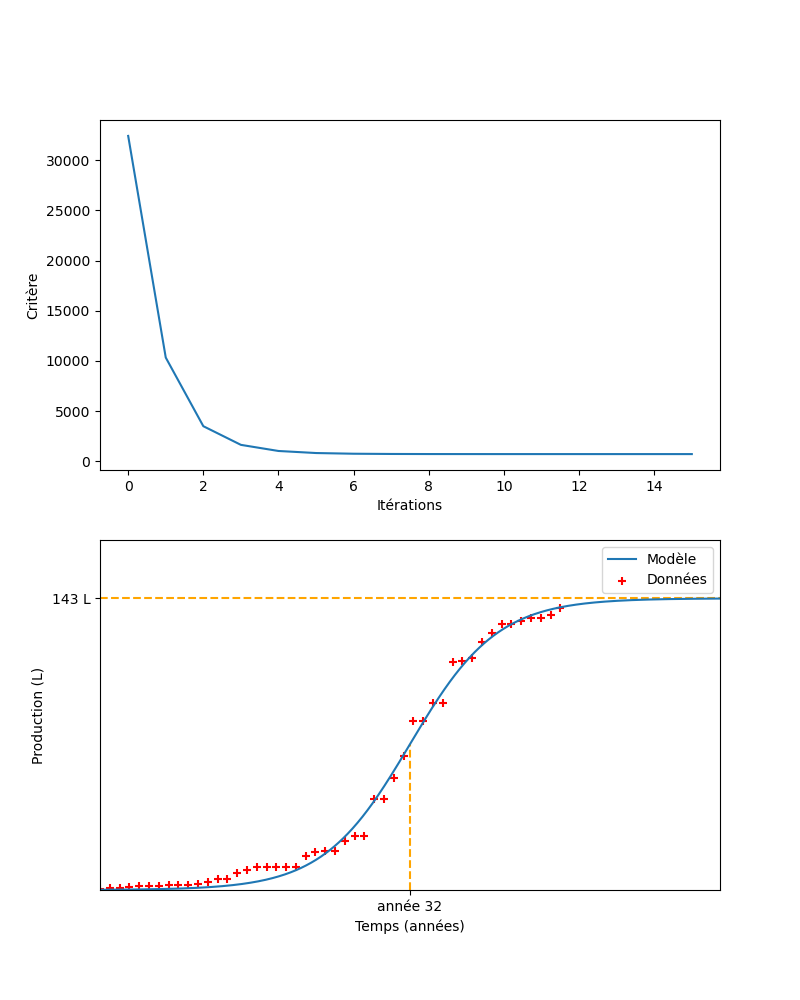 30000
25000
20000
15000
10000
5000
0
Critère
0 2 4 6 8 10 12 14
Itérations
Modèle
Données
143 L
Production (L)
année 32
Temps (années)